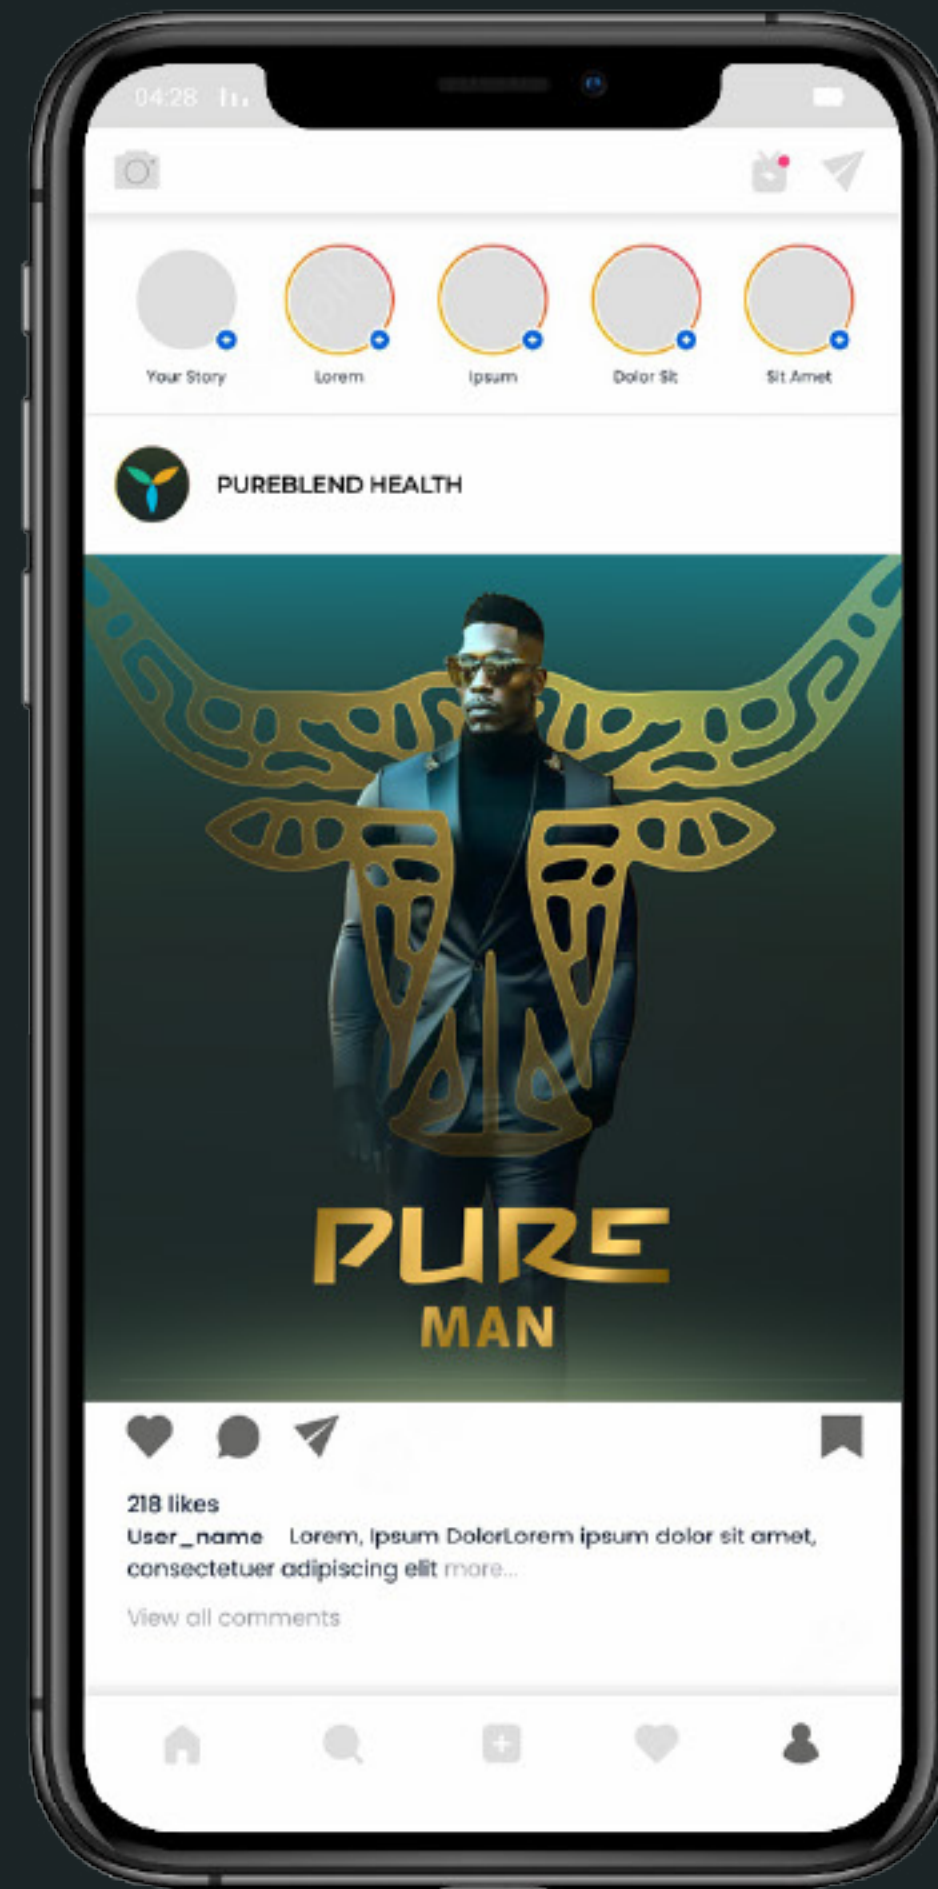 04:28
Your Story
Lorem
Ipsum
Dolor Sit
Sit Amet
PUREBLEND HEALTH
PURE
MAN
218 likes
User_name Lorem, Ipsum DolorLorem ipsum dolor sit amet,
consectetuer adipiscing elit more...
View all comments